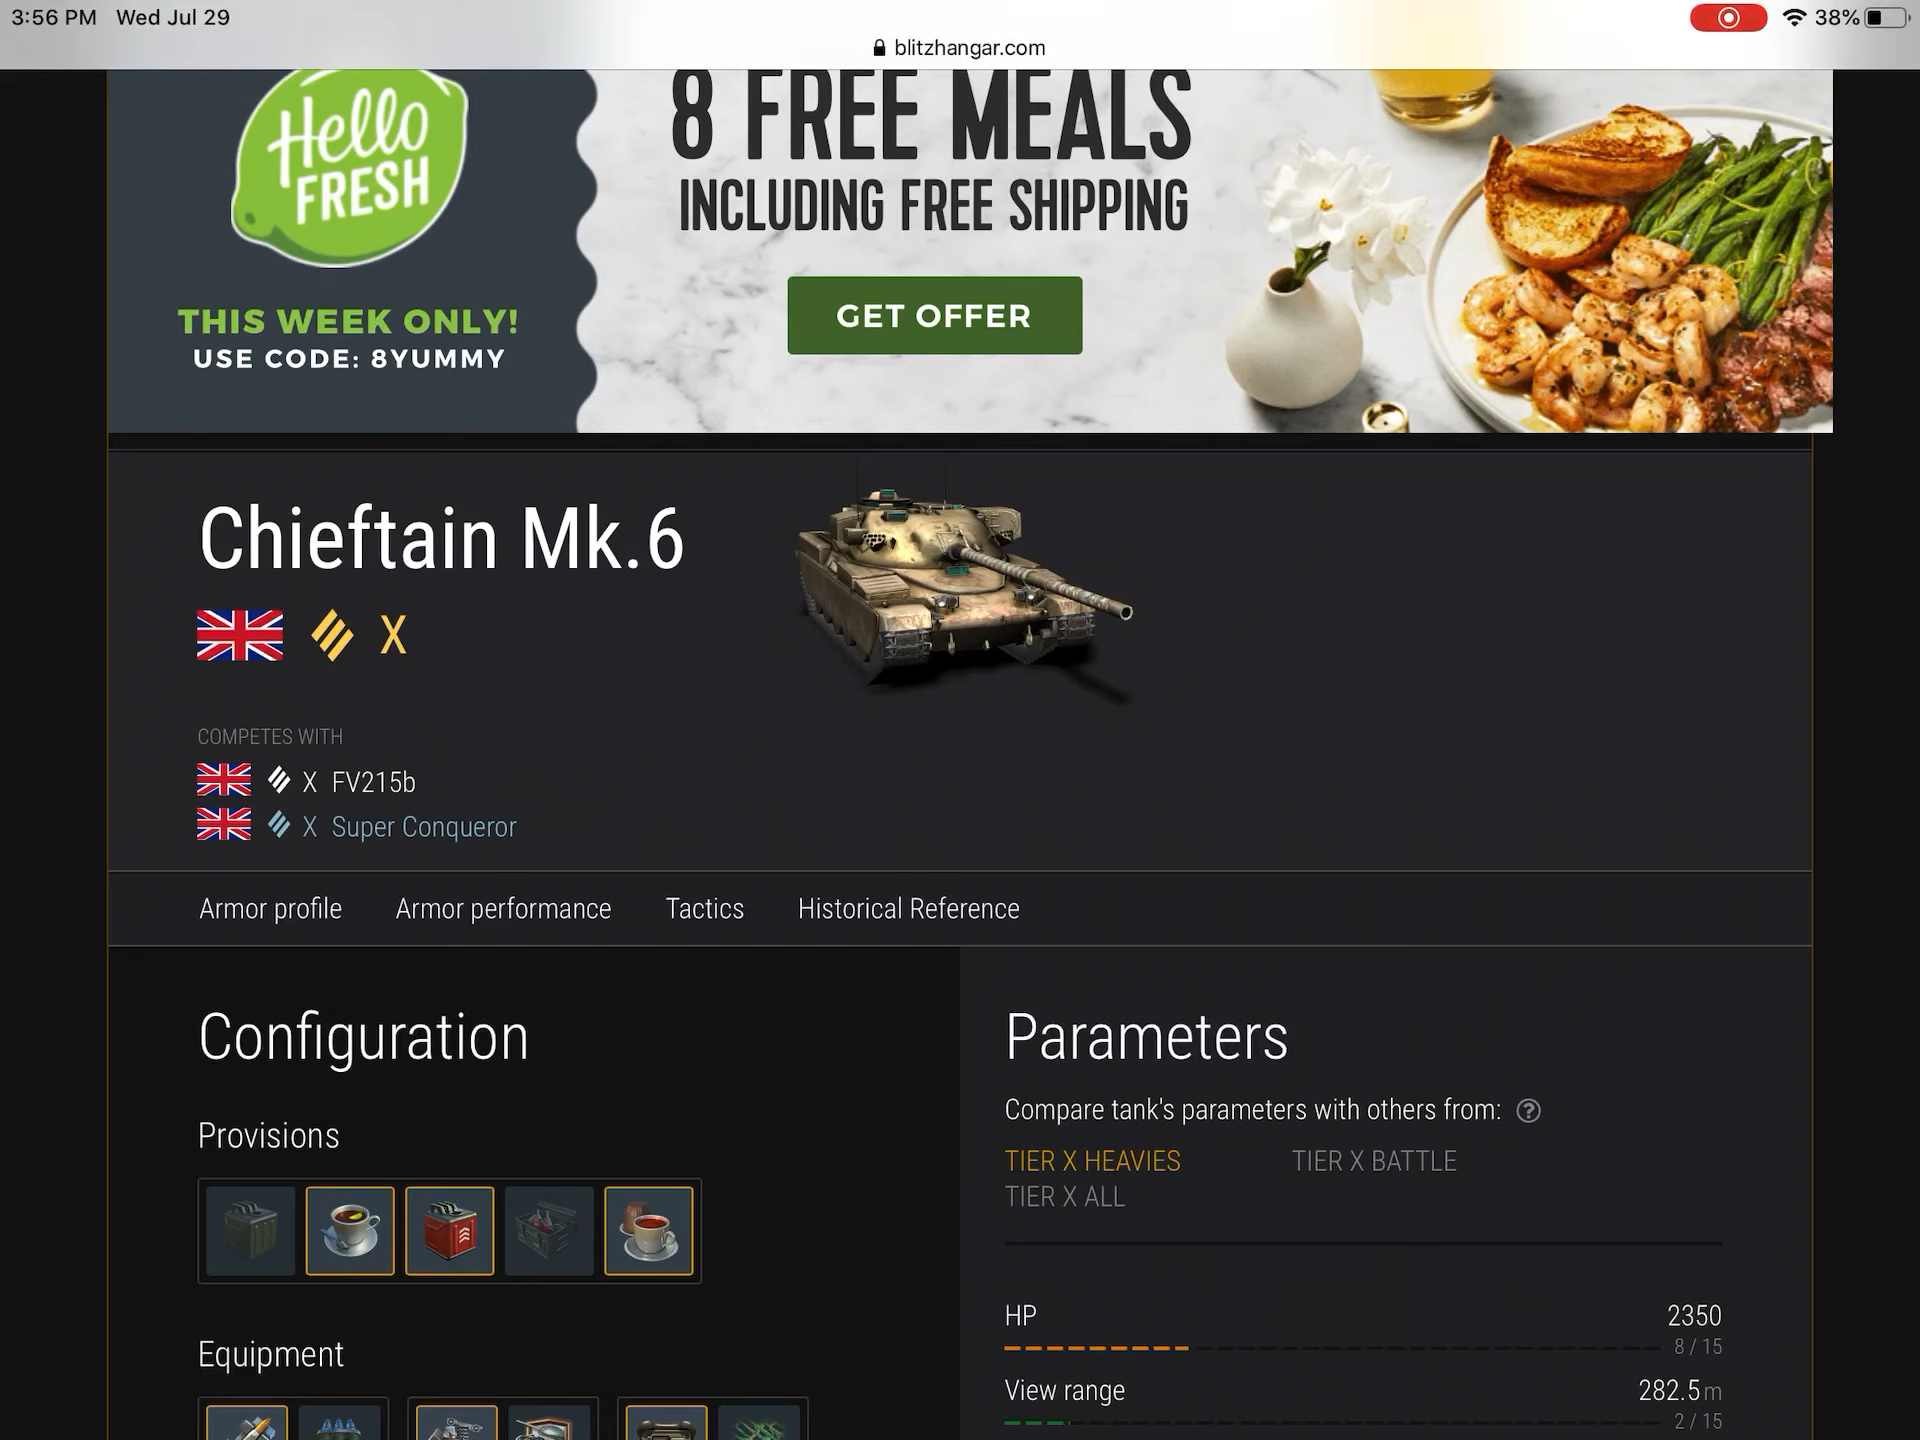 3:56 PM Wed Jul 29
38%
blitzhangar.com
Hello
FRESH
THIS WEEK ONLY!
USE CODE: 8YUMMY
8 FREE MEALS
INCLUDING FREE SHIPPING
GET OFFER
Chieftain Mk.6
X
COMPETES WITH
X FV215b
X Super Conqueror
Armor profile Armor performance Tactics Historical Reference
Configuration
Provisions
Equipment
Parameters
Compare tank's parameters with others from: ?
TIER X HEAVIES TIER X BATTLE
TIER X ALL
HP 2350
8 / 15
View range 282.5 m
2 / 15